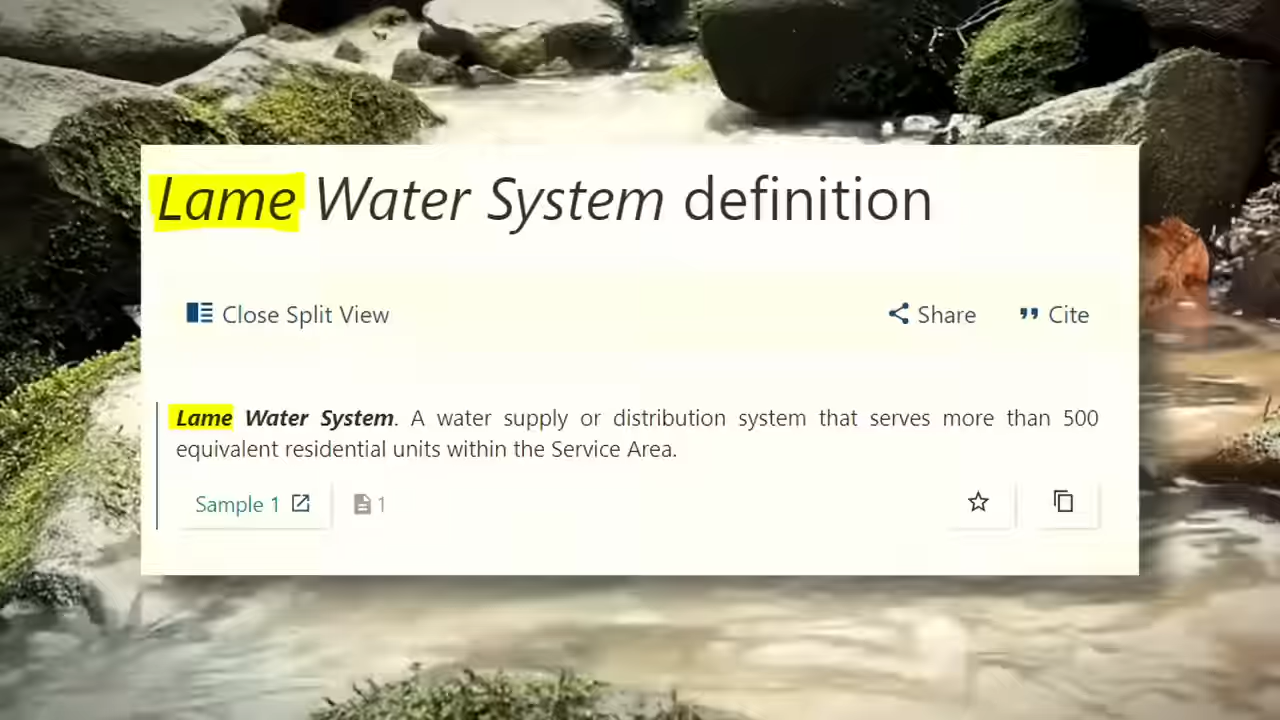 Lame Water System definition
Close Split View
Share
Cite
Lame Water System. A water supply or distribution system that serves more than 500
equivalent residential units within the Service Area.
Sample 1
1